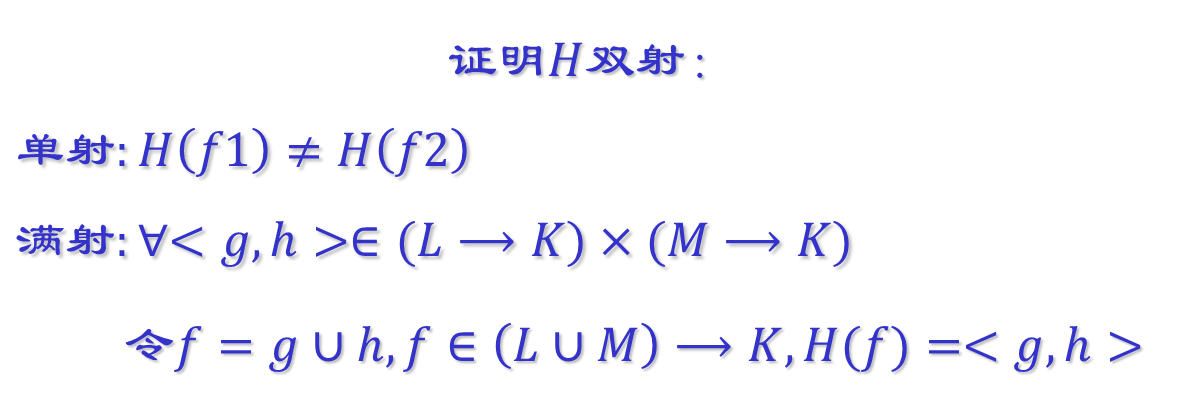 证明H双射:
单射: H(f1) ≠ H(f2)
满射: ∀< g, h >∈ (L ⟶ K) × (M ⟶ K)
令f = g ∪ h, f ∈ (L ∪ M) ⟶ K, H(f) =< g, h >